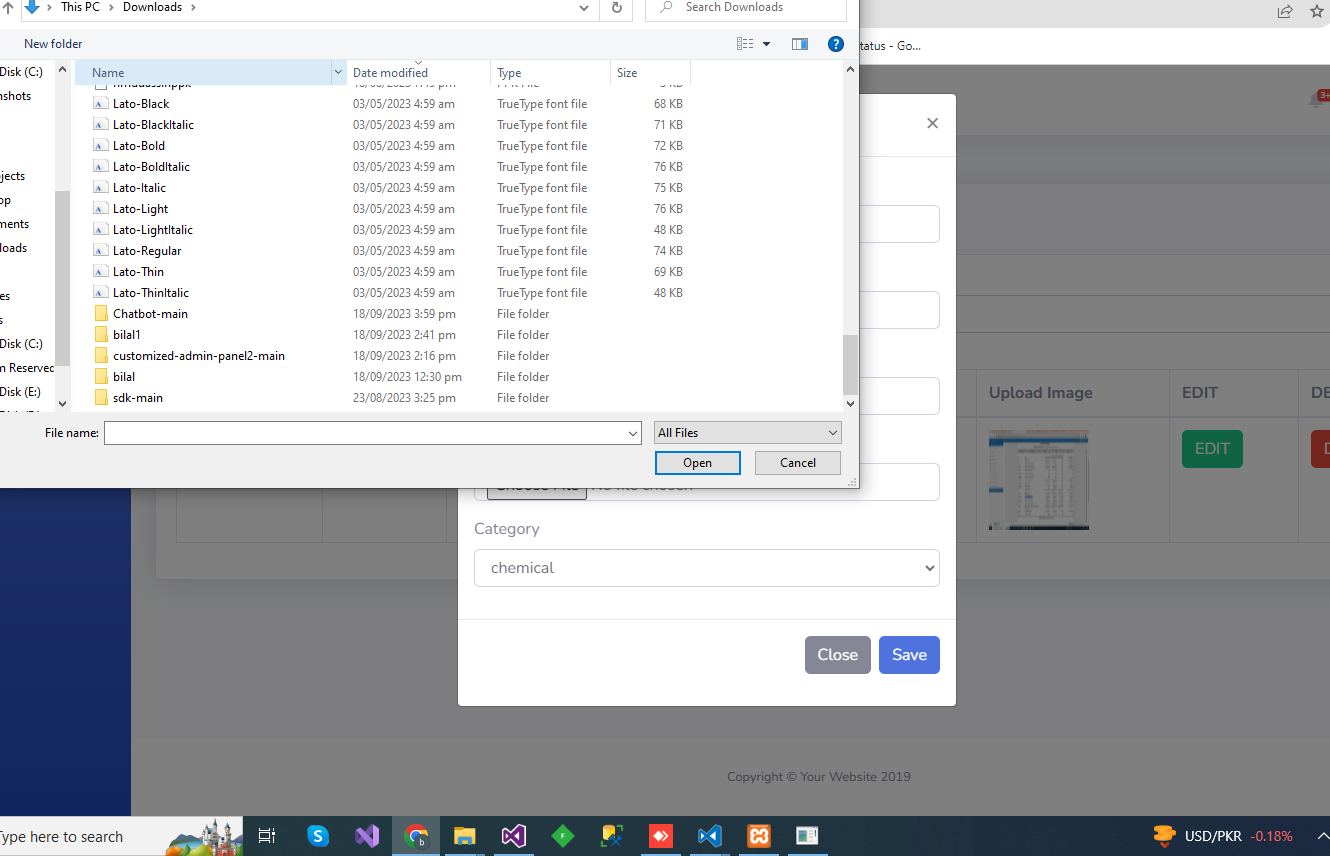 This PC > Downloads >
Search Downloads
New folder
tatus - Go...
Disk (C:)
nshots
jects
op
ments
loads
es
s
Disk (C:)
m Reserved
Disk (E:)
Name Date modified Type Size
Lato-Black 03/05/2023 4:59 am TrueType font file 68 KB
Lato-BlackItalic 03/05/2023 4:59 am TrueType font file 71 KB
Lato-Bold 03/05/2023 4:59 am TrueType font file 72 KB
Lato-BoldItalic 03/05/2023 4:59 am TrueType font file 76 KB
Lato-Italic 03/05/2023 4:59 am TrueType font file 75 KB
Lato-Light 03/05/2023 4:59 am TrueType font file 76 KB
Lato-LightItalic 03/05/2023 4:59 am TrueType font file 48 KB
Lato-Regular 03/05/2023 4:59 am TrueType font file 74 KB
Lato-Thin 03/05/2023 4:59 am TrueType font file 69 KB
Lato-ThinItalic 03/05/2023 4:59 am TrueType font file 48 KB
Chatbot-main 18/09/2023 3:59 pm File folder
bilal1 18/09/2023 2:41 pm File folder
customized-admin-panel2-main 18/09/2023 2:16 pm File folder
bilal 18/09/2023 12:30 pm File folder
sdk-main 23/08/2023 3:25 pm File folder
File name: All Files
Open Cancel
3+
Upload Image EDIT DE
EDIT D
Choose File No file chosen
Category
chemical
Close Save
Copyright © Your Website 2019
Type here to search
USD/PKR -0.18%